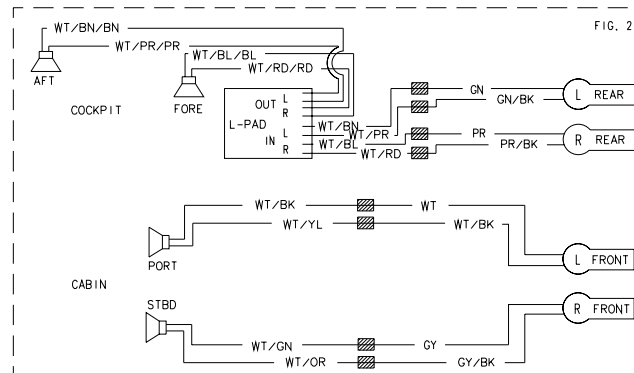 FIG. 2
WT/BN/BN
WT/PR/PR
WT/BL/BL
WT/RD/RD
AFT
FORE
COCKPIT
OUT L
R
L-PAD
L
IN
R
WT/BN
WT/PR
WT/BL
WT/RD
GN
GN/BK
L REAR
PR
PR/BK
R REAR
WT/BK
WT
WT/YL
WT/BK
PORT
L FRONT
CABIN
STBD
R FRONT
WT/GN
GY
WT/OR
GY/BK